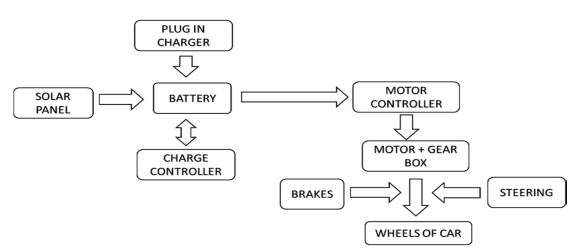 PLUG IN
CHARGER
SOLAR
PANEL
BATTERY
MOTOR
CONTROLLER
CHARGE
CONTROLLER
MOTOR + GEAR
BOX
BRAKES
STEERING
WHEELS OF CAR